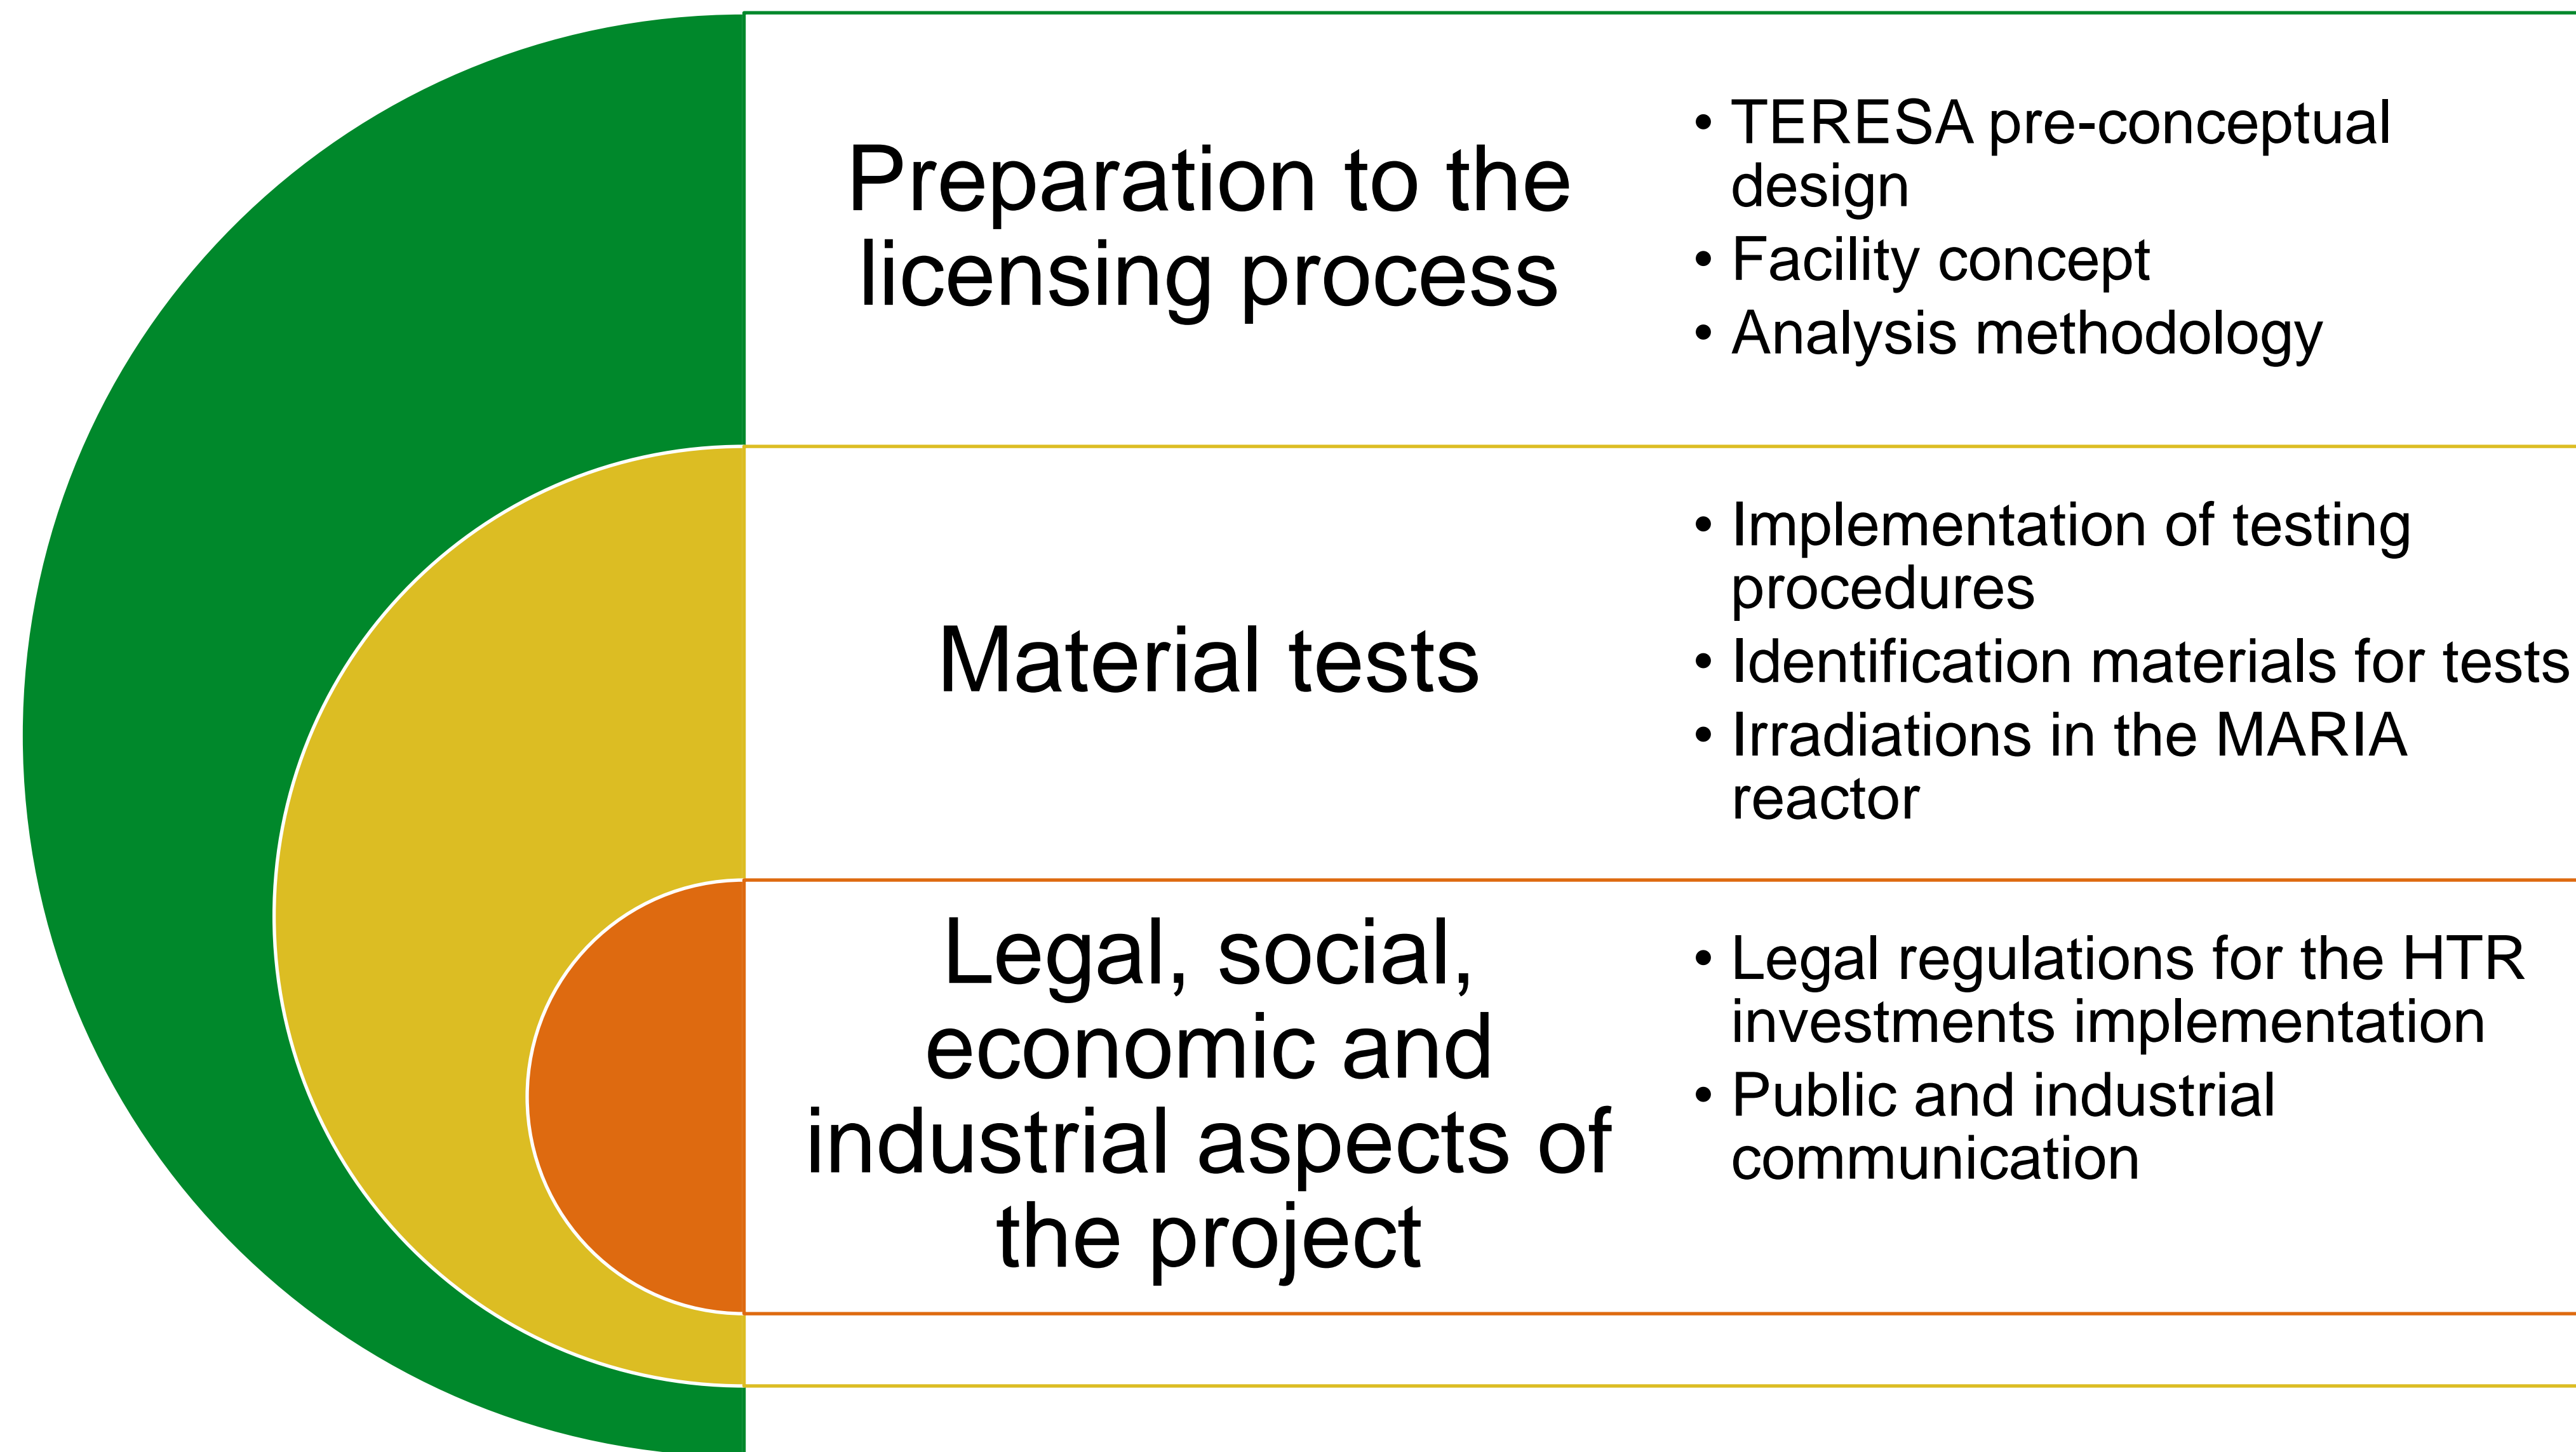 Preparation to the
licensing process
• TERESA pre-conceptual
design
• Facility concept
• Analysis methodology
Material tests
• Implementation of testing
procedures
• Identification materials for tests
• Irradiations in the MARIA
reactor
Legal, social,
economic and
industrial aspects of
the project
• Legal regulations for the HTR
investments implementation
• Public and industrial
communication